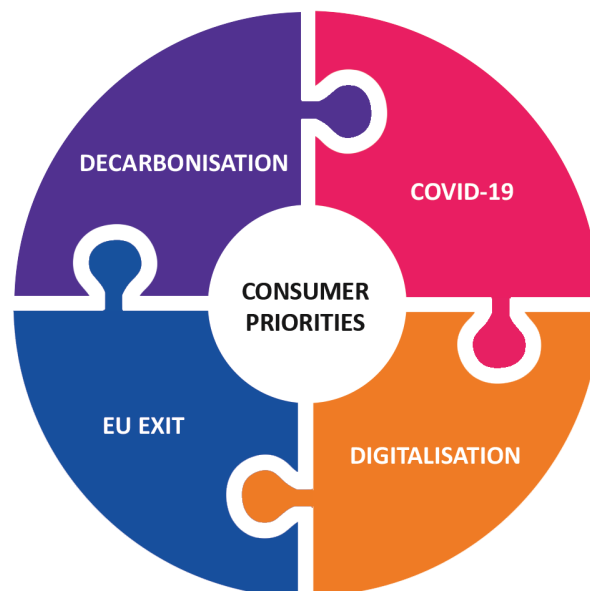 DECARBONISATION
COVID-19
CONSUMER
PRIORITIES
EU EXIT
DIGITALISATION